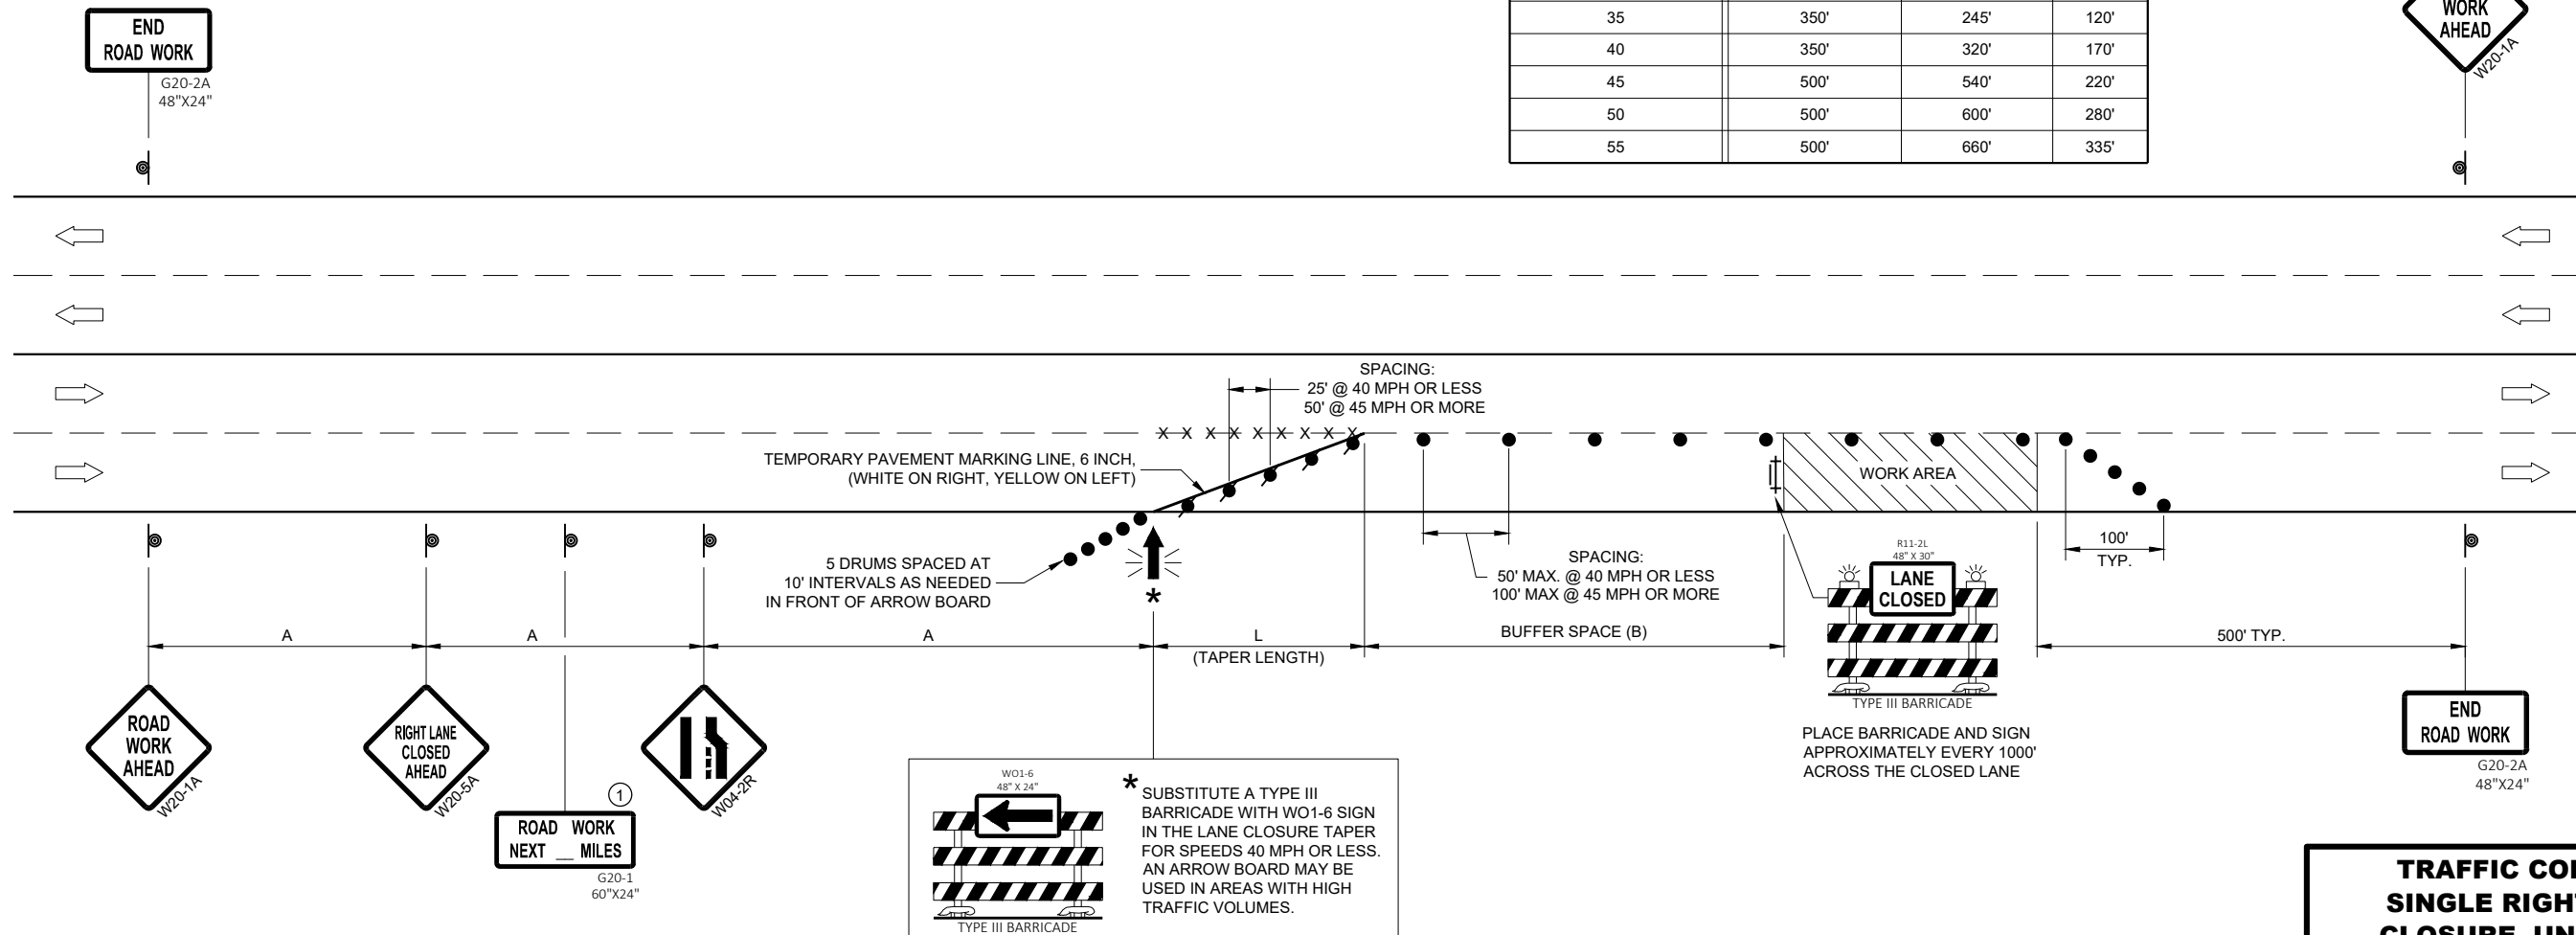 END
ROAD WORK
G20-2A
48"X24"
35 350' 245' 120'
40 350' 320' 170'
45 500' 540' 220'
50 500' 600' 280'
55 500' 660' 335'
WORK
AHEAD
W20-1A
SPACING:
25' @ 40 MPH OR LESS
50' @ 45 MPH OR MORE
X X X X X X X X X
TEMPORARY PAVEMENT MARKING LINE, 6 INCH,
(WHITE ON RIGHT, YELLOW ON LEFT)
WORK AREA
5 DRUMS SPACED AT
10' INTERVALS AS NEEDED
IN FRONT OF ARROW BOARD
*
SPACING:
50' MAX. @ 40 MPH OR LESS
100' MAX @ 45 MPH OR MORE
100'
TYP.
A
A
A
L
(TAPER LENGTH)
BUFFER SPACE (B)
500' TYP.
R11-2L
48" X 30"
LANE
CLOSED
TYPE III BARRICADE
PLACE BARRICADE AND SIGN
APPROXIMATELY EVERY 1000'
ACROSS THE CLOSED LANE
ROAD
WORK
AHEAD
W20-1A
RIGHT LANE
CLOSED
AHEAD
W20-5A
1
ROAD WORK
NEXT __ MILES
G20-1
60"X24"
W04-2R
WO1-6
48" X 24"
TYPE III BARRICADE
* SUBSTITUTE A TYPE III
BARRICADE WITH WO1-6 SIGN
IN THE LANE CLOSURE TAPER
FOR SPEEDS 40 MPH OR LESS.
AN ARROW BOARD MAY BE
USED IN AREAS WITH HIGH
TRAFFIC VOLUMES.
END
ROAD WORK
G20-2A
48"X24"
TRAFFIC
SINGLE RIGHT
CLOSURE, UN